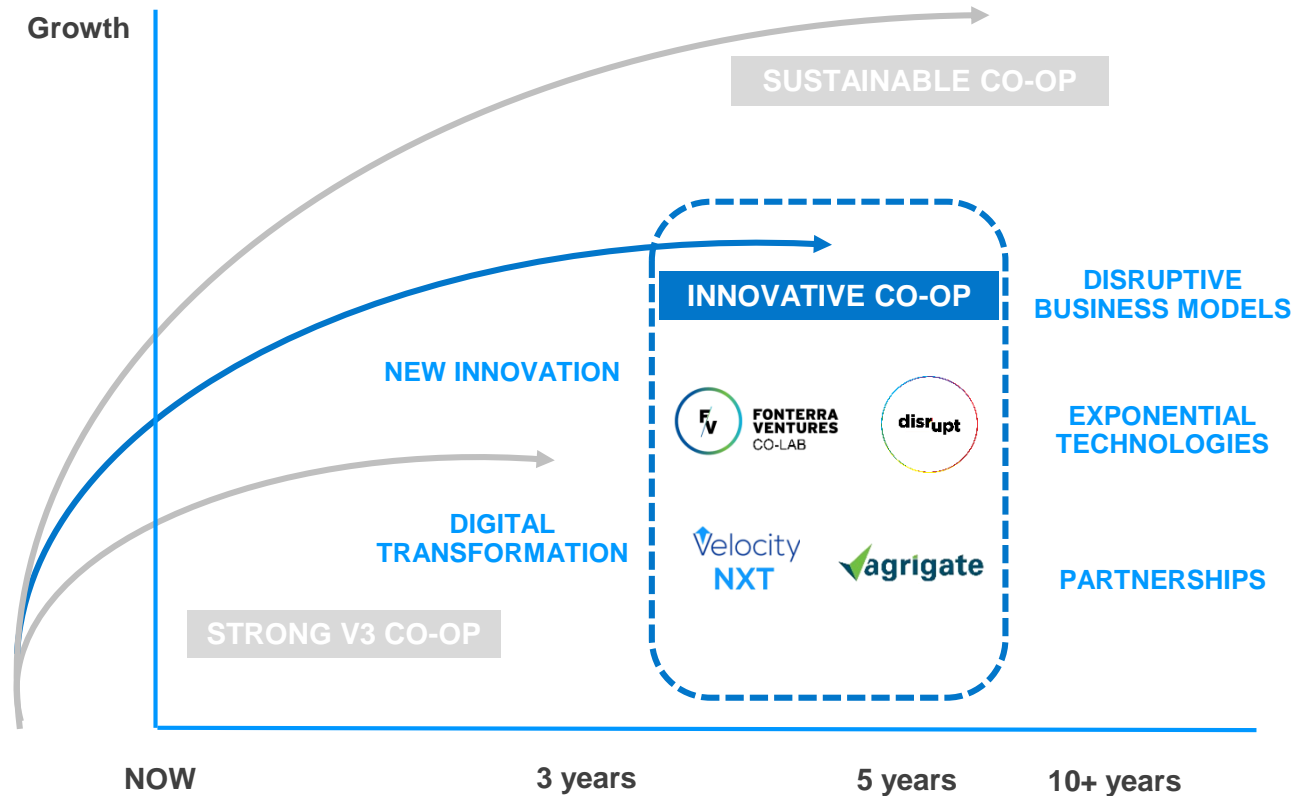 Growth
SUSTAINABLE CO-OP
INNOVATIVE CO-OP
DISRUPTIVE
BUSINESS MODELS
NEW INNOVATION
F/V
FONTERRA
VENTURES
CO-LAB
disrupt
EXPONENTIAL
TECHNOLOGIES
DIGITAL
TRANSFORMATION
Velocity
NXT
agrigate
PARTNERSHIPS
STRONG V3 CO-OP
NOW
3 years
5 years
10+ years